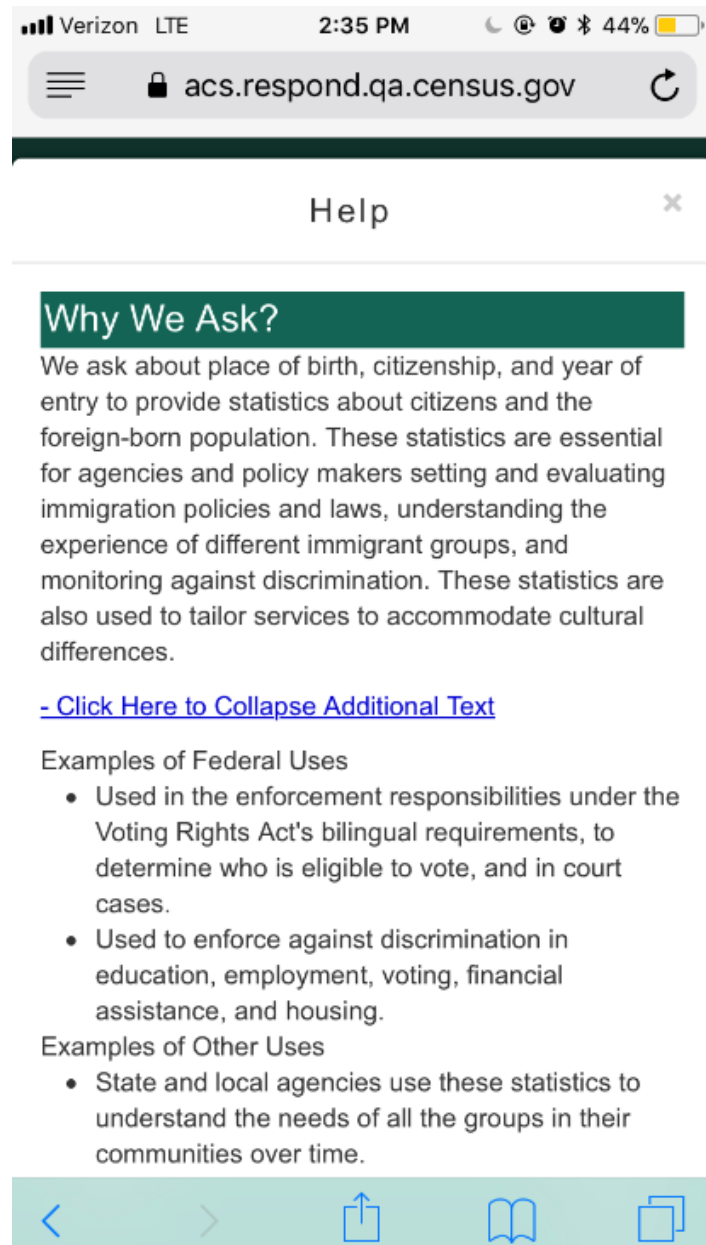 Verizon LTE 2:35 PM 44%
acs.respond.qa.census.gov
Help ×
Why We Ask?
We ask about place of birth, citizenship, and year of
entry to provide statistics about citizens and the
foreign-born population. These statistics are essential
for agencies and policy makers setting and evaluating
immigration policies and laws, understanding the
experience of different immigrant groups, and
monitoring against discrimination. These statistics are
also used to tailor services to accommodate cultural
differences.
- Click Here to Collapse Additional Text
Examples of Federal Uses
• Used in the enforcement responsibilities under the
Voting Rights Act's bilingual requirements, to
determine who is eligible to vote, and in court
cases.
• Used to enforce against discrimination in
education, employment, voting, financial
assistance, and housing.
Examples of Other Uses
• State and local agencies use these statistics to
understand the needs of all the groups in their
communities over time.